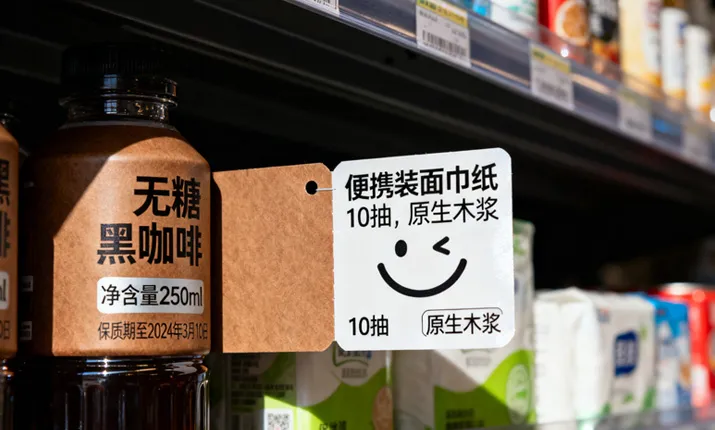 无糖
黑咖啡
净含量250ml
保质期至2024年3月10日
便携装面巾纸
10抽, 原生木浆
10抽
原生木浆